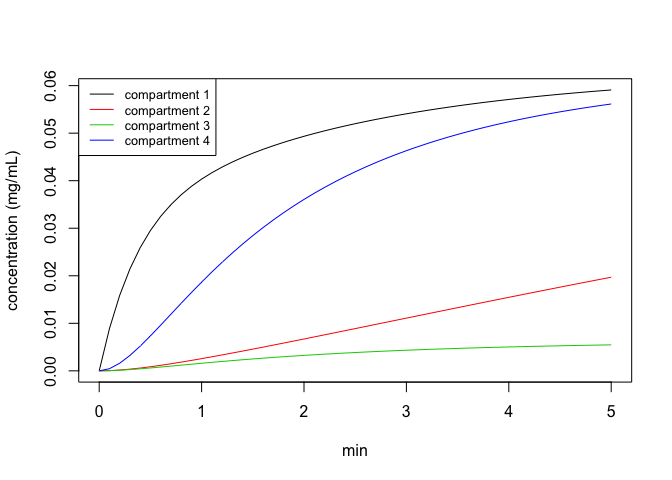 compartment 1
compartment 2
compartment 3
compartment 4
concentration (mg/mL)
0.06
0.05
0.04
0.03
0.02
0.01
0.00
0 1 2 3 4 5
min